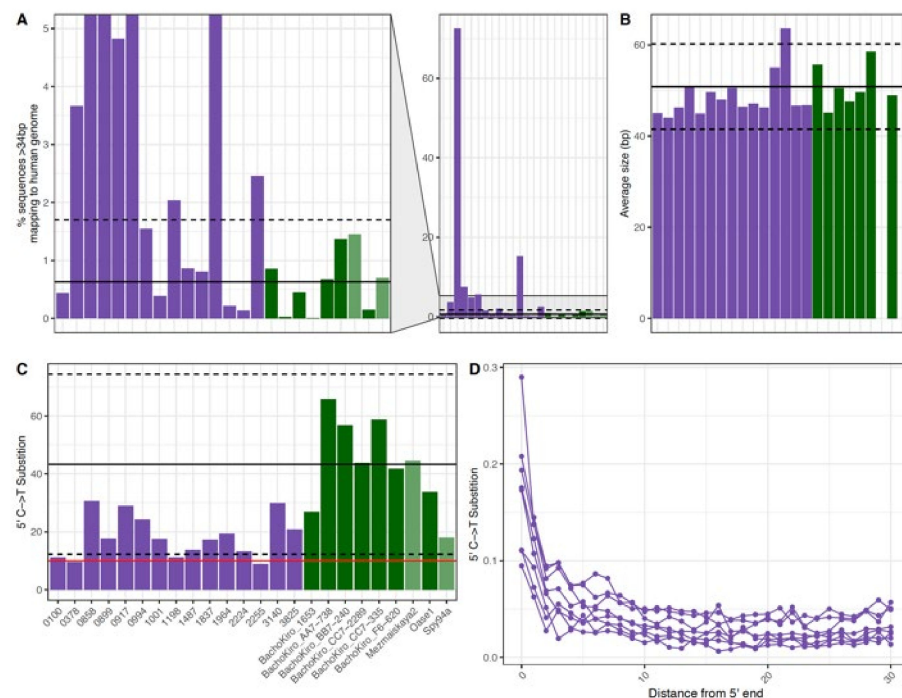 A
% sequences >34bp
mapping to human genome
5
4
3
2
1
0
60
40
20
0
B
Average size (bp)
60
40
20
0
C
5' C-->T Substition
60
40
20
0
0100
0378
0858
0899
0917
0994
1001
1198
1487
1837
1964
2224
2255
3140
3825
BachoKiro_1653
BachoKiro_AA7-738
BachoKiro_BB7-240
BachoKiro_CC7-2289
BachoKiro_CC7-335
BachoKiro_F6-620
Mezmaiskaya2
Oase1
Spy94a
D
5' C-->T Substition
0.3
0.2
0.1
0.0
0
10
20
30
Distance from 5' end